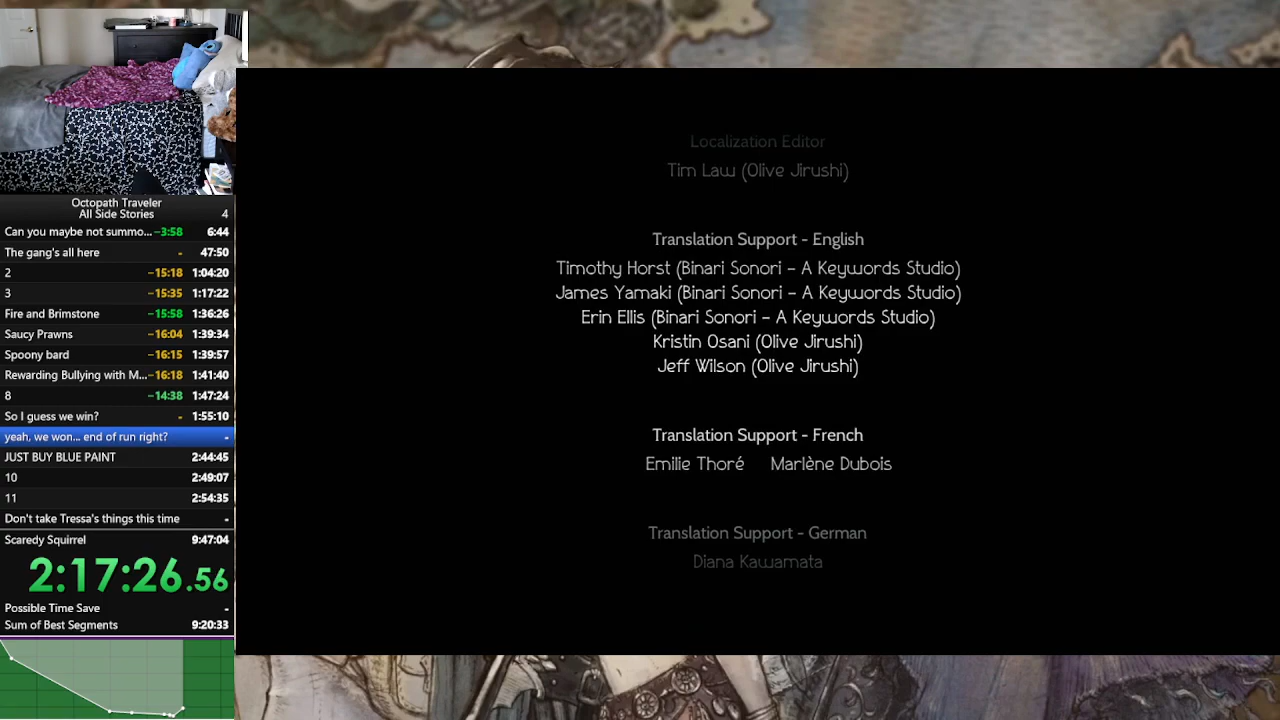 Octopath Traveler
All Side Stories 4
Can you maybe not summo... −3:58 6:44
The gang's all here - 47:50
2 −15:18 1:04:20
3 −15:35 1:17:22
Fire and Brimstone −15:58 1:36:26
Saucy Prawns −16:04 1:39:34
Spoony bard −16:15 1:39:57
Rewarding Bullying with M... −16:18 1:41:40
8 −14:38 1:47:24
So I guess we win? - 1:55:10
yeah, we won... end of run right? -
JUST BUY BLUE PAINT 2:44:45
10 2:49:07
11 2:54:35
Don't take Tressa's things this time -
Scaredy Squirrel 9:47:04
2:17:26.56
Possible Time Save -
Sum of Best Segments 9:20:33
Localization Editor
Tim Law (Olive Jirushi)
Translation Support - English
Timothy Horst (Binari Sonori – A Keywords Studio)
James Yamaki (Binari Sonori – A Keywords Studio)
Erin Ellis (Binari Sonori – A Keywords Studio)
Kristin Osani (Olive Jirushi)
Jeff Wilson (Olive Jirushi)
Translation Support - French
Emilie Thoré Marlène Dubois
Translation Support - German
Diana Kawamata